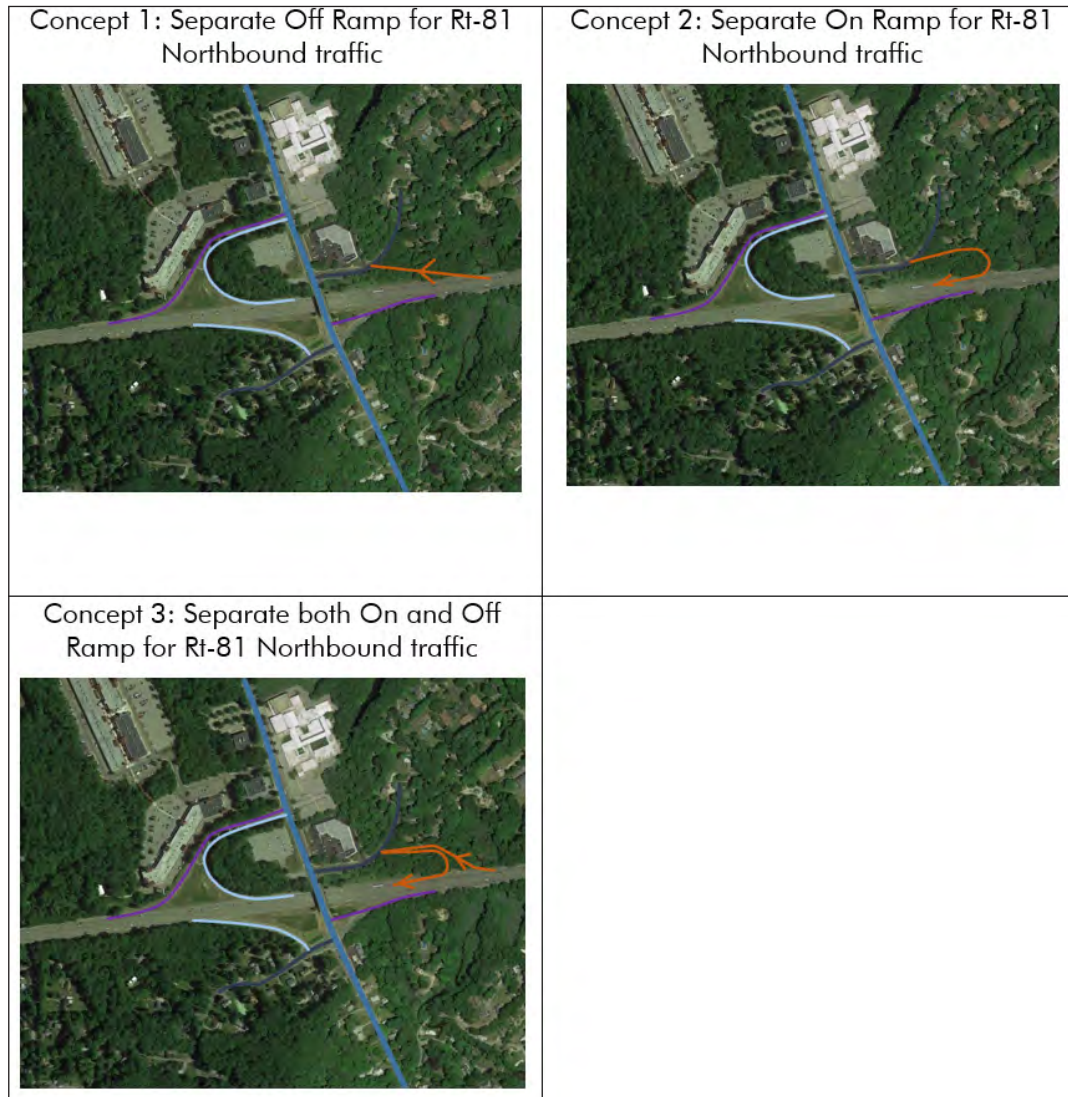 Concept 1: Separate Off Ramp for Rt-81
Northbound traffic
Concept 2: Separate On Ramp for Rt-81
Northbound traffic
Concept 3: Separate both On and Off
Ramp for Rt-81 Northbound traffic